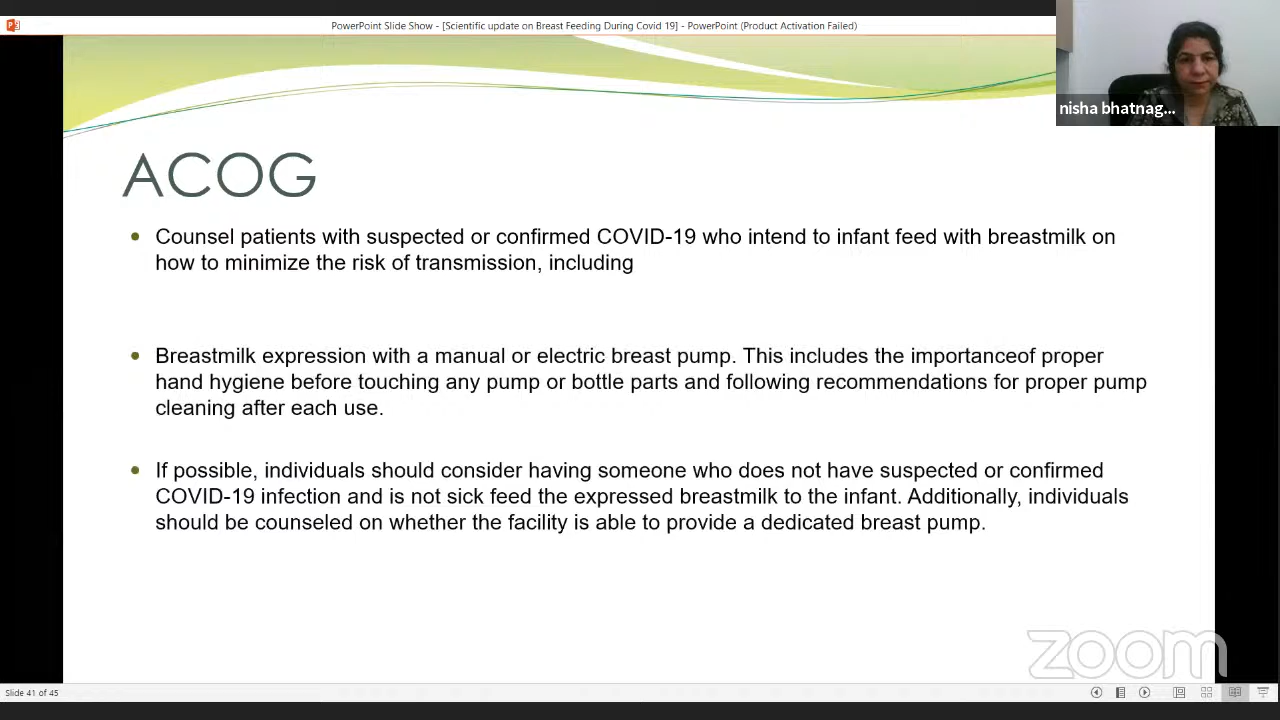 PowerPoint Slide Show - [Scientific update on Breast Feeding During Covid 19] - PowerPoint (Product Activation Failed)
nisha bhatnag...
ACOG
Counsel patients with suspected or confirmed COVID-19 who intend to infant feed with breastmilk on
how to minimize the risk of transmission, including
Breastmilk expression with a manual or electric breast pump. This includes the importanceof proper
hand hygiene before touching any pump or bottle parts and following recommendations for proper pump
cleaning after each use.
If possible, individuals should consider having someone who does not have suspected or confirmed
COVID-19 infection and is not sick feed the expressed breastmilk to the infant. Additionally, individuals
should be counseled on whether the facility is able to provide a dedicated breast pump.
zoom
Slide 41 of 45